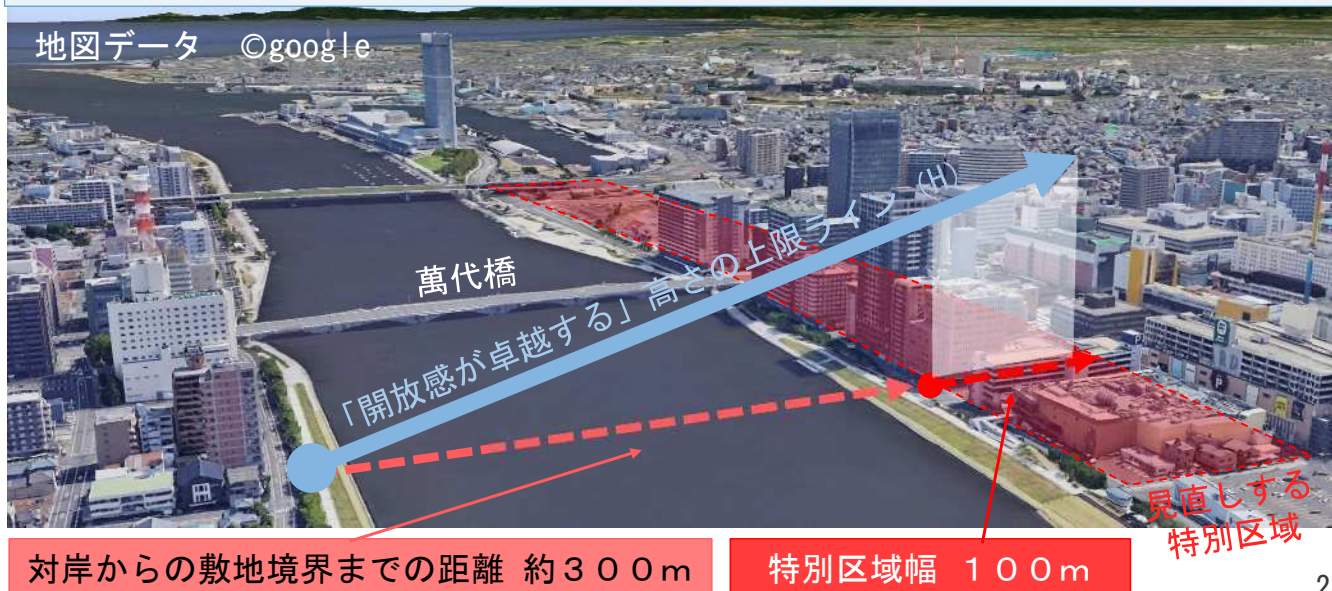 地図データ　©google
萬代橋
「開放感が卓越する」高さの上限ライン（H）
見直しする
特別区域
対岸からの敷地境界までの距離 約３００ｍ
特別区域幅 １００ｍ
2